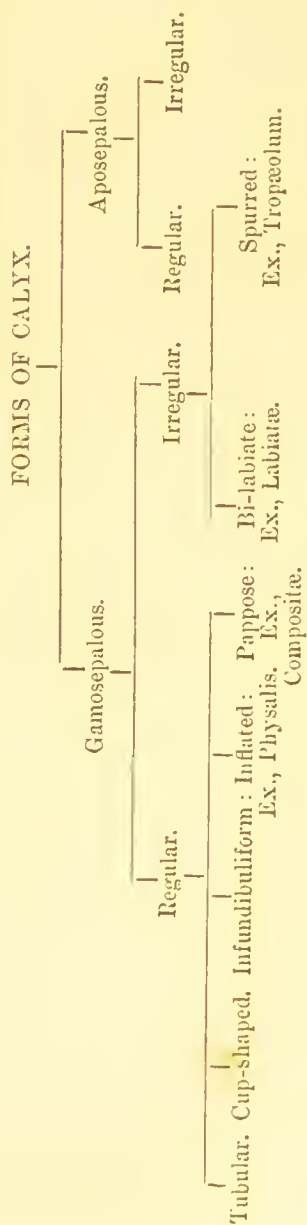 FORMS OF CALYX.
Gamosepalous. Aposepalous.
Regular. Irregular. Regular. Irregular.
Tubular. Cup-shaped. Infundibuliform: Inflated: Pappose: Bi-labiate: Spurred:
Ex., Physalis. Ex., Ex., Labiatæ. Ex., Tropæolum.
Compositæ.